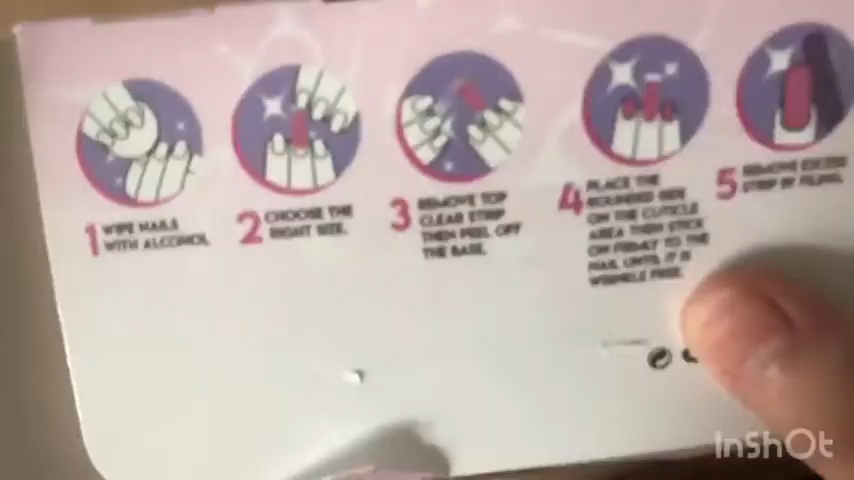 1 WIPE NAILS
WITH ALCOHOL
2 CHOOSE THE
RIGHT SIZE.
3 REMOVE TOP
CLEAR STRIP
THEN PEEL OFF
THE BASE.
4 PLACE THE
ROUNDED SIDE
ON THE CUTICLE
AREA THEN STICK
ON FIRMLY TO THE
NAIL UNTIL IT IS
WRINKLE FREE.
5 REMOVE EXCESS
STRIP BY FILING.
InShOt